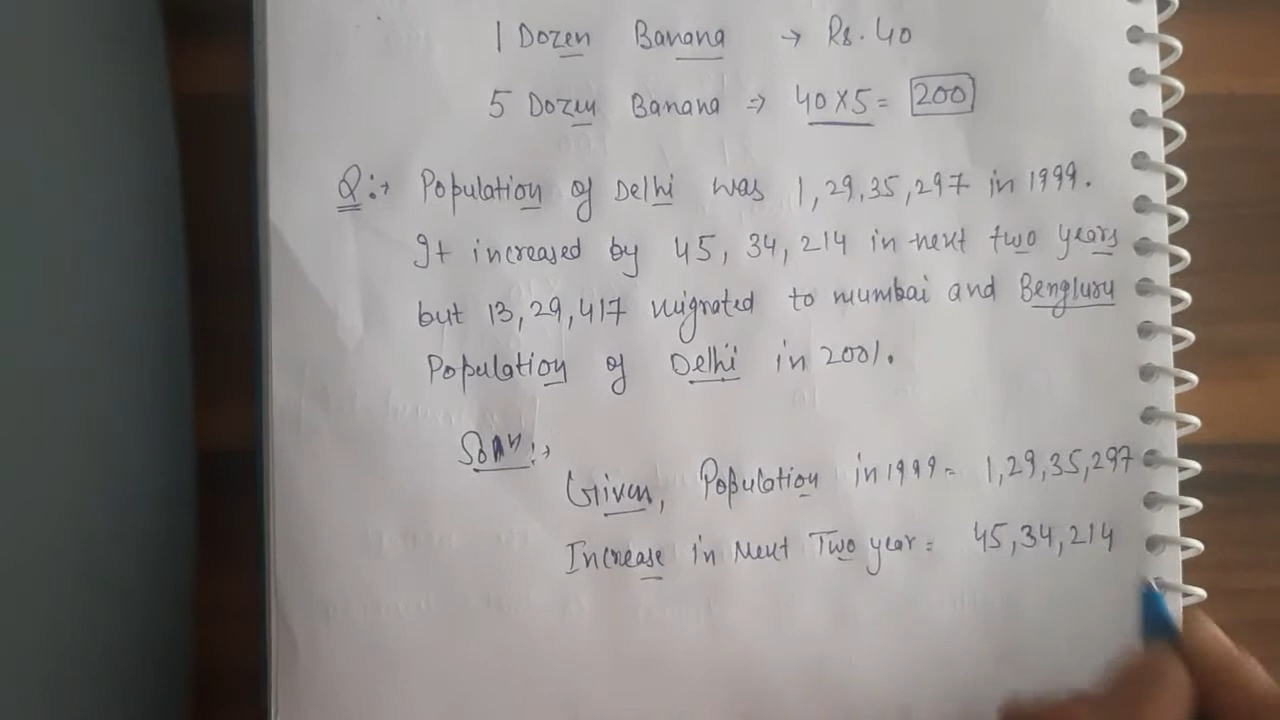 1 Dozen Banana → Rs. 40
5 Dozen Banana ⇒ 40 X 5 = 200
Q:→ Population of Delhi was 1,29,35,297 in 1999.
It increased by 45, 34, 214 in next two years
but 13,29,417 migrated to mumbai and Bengluru
Population of Delhi in 2001.
Soln:→
Given, Population in 1999 = 1,29,35,297
Increase in Next Two year = 45,34,214